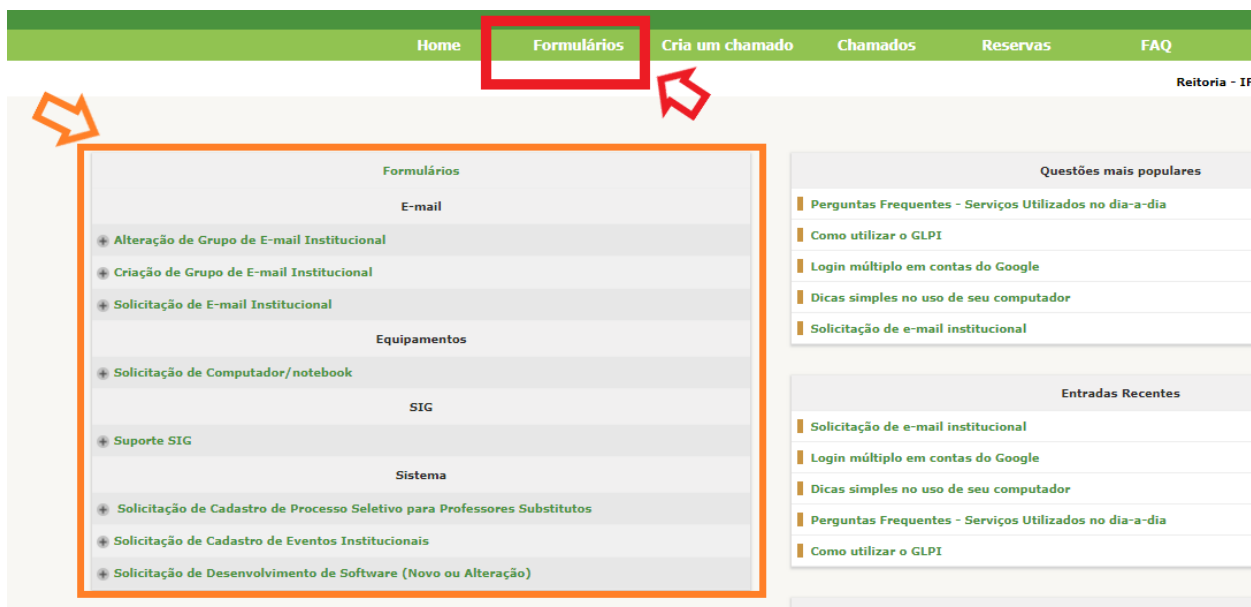 Home Formulários Cria um chamado Chamados Reservas FAQ
Reitoria - IF
Formulários
E-mail
Alteração de Grupo de E-mail Institucional
Criação de Grupo de E-mail Institucional
Solicitação de E-mail Institucional
Equipamentos
Solicitação de Computador/notebook
SIG
Suporte SIG
Sistema
Solicitação de Cadastro de Processo Seletivo para Professores Substitutos
Solicitação de Cadastro de Eventos Institucionais
Solicitação de Desenvolvimento de Software (Novo ou Alteração)
Questões mais populares
Perguntas Frequentes - Serviços Utilizados no dia-a-dia
Como utilizar o GLPI
Login múltiplo em contas do Google
Dicas simples no uso de seu computador
Solicitação de e-mail institucional
Entradas Recentes
Solicitação de e-mail institucional
Login múltiplo em contas do Google
Dicas simples no uso de seu computador
Perguntas Frequentes - Serviços Utilizados no dia-a-dia
Como utilizar o GLPI